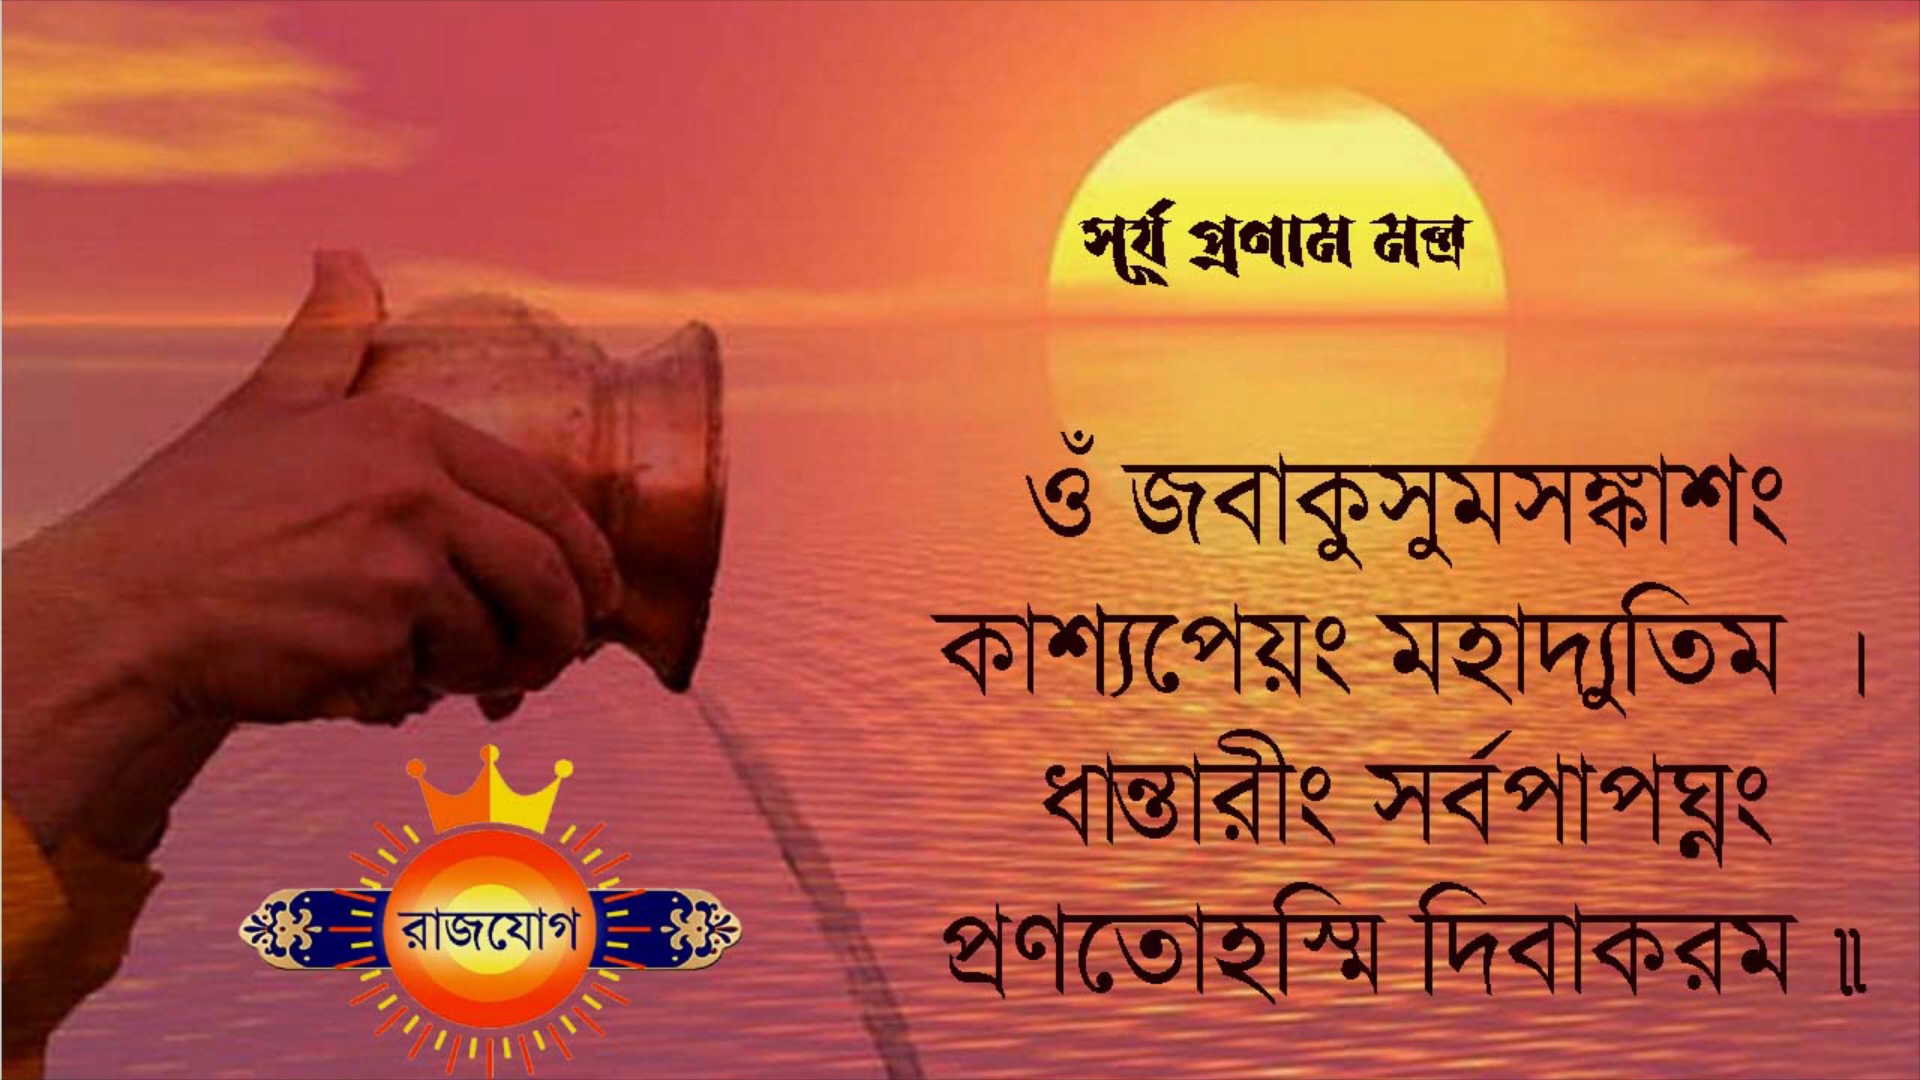 সূর্য প্রণাম মন্ত্র
ওঁ জবাকুসুমসঙ্কাশং
কাশ্যপেয়ং মহাদ্যুতিম ।
ধান্তারীং সর্বপাপঘ্নং
প্রণতোহস্মি দিবাকরম ॥
রাজযোগ